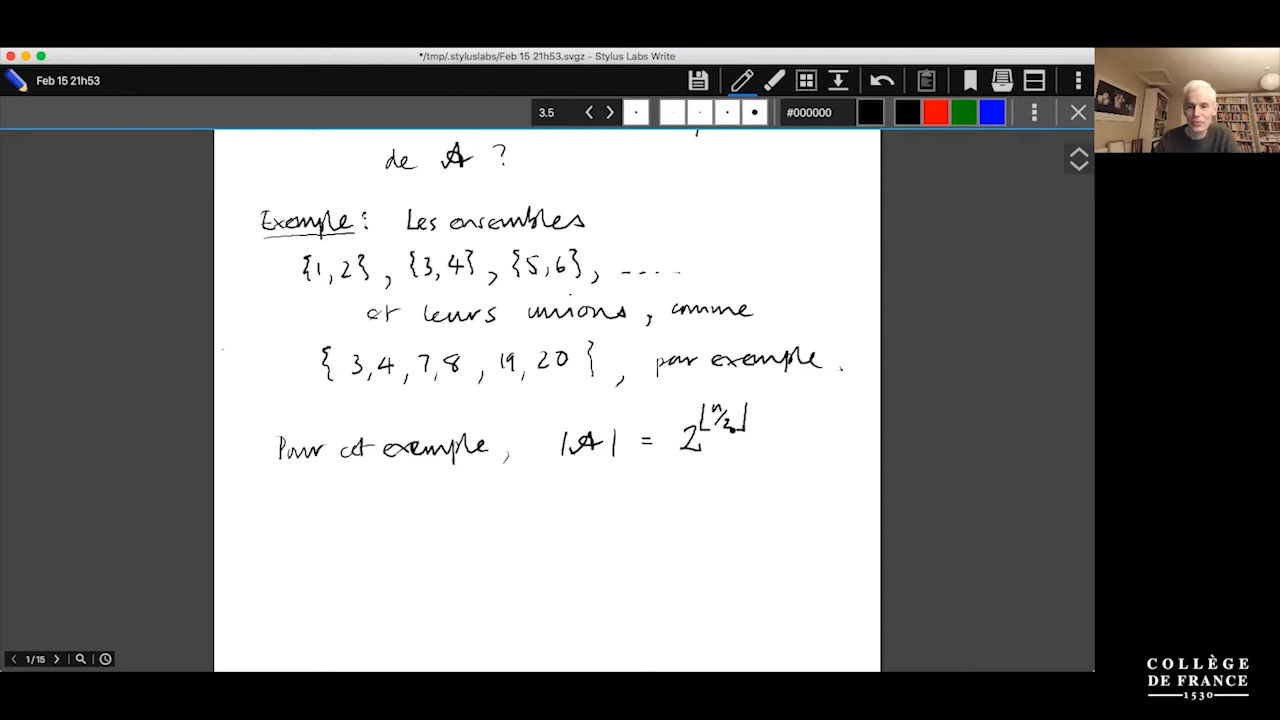 */tmp/.styluslabs/Feb 15 21h53.svgz - Stylus Labs Write
Feb 15 21h53
3.5
#000000
de A ?
Exemple : Les ensembles
{1,2}, {3,4}, {5,6}, ....
et leurs unions, comme
{ 3,4, 7,8, 19, 20 }, par exemple.
Pour cet exemple, |A| = 2^⌊n/2⌋
1/15
COLLÈGE
DE FRANCE
1530